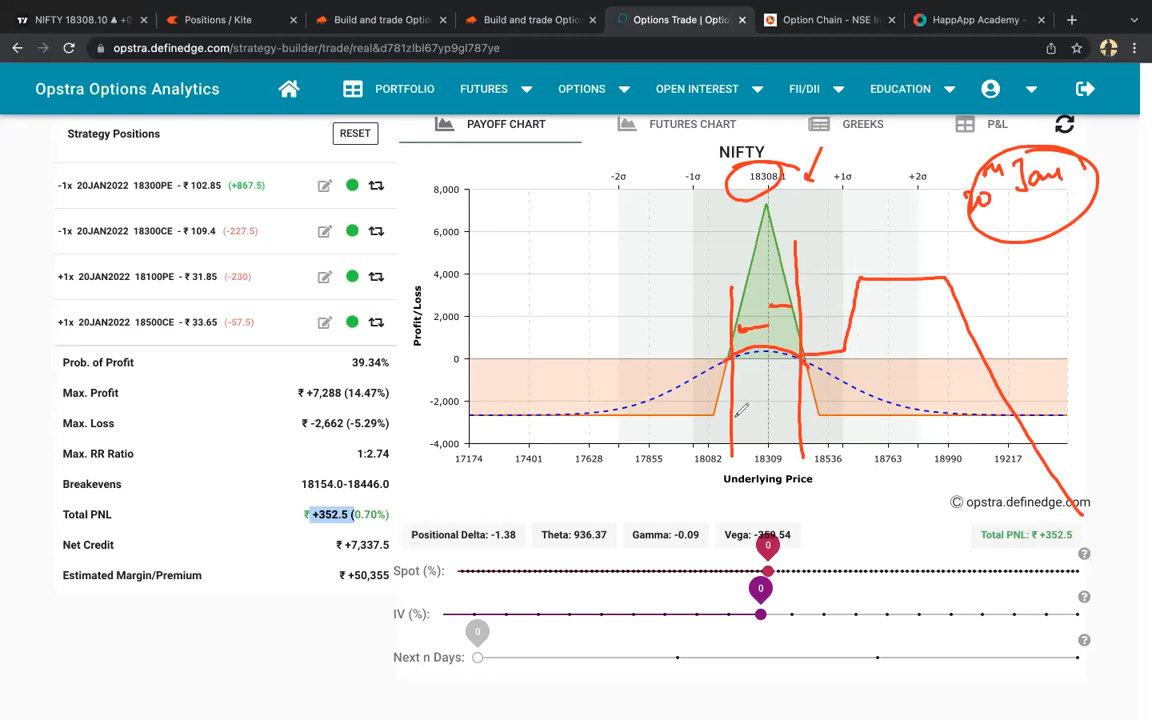 NIFTY 18308.10 ▲ +0
Positions / Kite
Build and trade Option
Build and trade Option
Options Trade | Option
Option Chain - NSE In
HappApp Academy -
opstra.definedge.com/strategy-builder/trade/real&d781zlbl67yp9gl787ye
Opstra Options Analytics
PORTFOLIO
FUTURES
OPTIONS
OPEN INTEREST
FII/DII
EDUCATION
Strategy Positions
RESET
PAYOFF CHART
FUTURES CHART
GREEKS
P&L
-1x 20JAN2022 18300PE - ₹ 102.85 (+867.5)
-1x 20JAN2022 18300CE - ₹ 109.4 (-227.5)
+1x 20JAN2022 18100PE - ₹ 31.85 (-230)
+1x 20JAN2022 18500CE - ₹ 33.65 (-57.5)
Prob. of Profit 39.34%
Max. Profit ₹ +7,288 (14.47%)
Max. Loss ₹ -2,662 (-5.29%)
Max. RR Ratio 1:2.74
Breakevens 18154.0-18446.0
Total PNL ₹ +352.5 (0.70%)
Net Credit ₹ +7,337.5
Estimated Margin/Premium ₹ +50,355
NIFTY
-2σ -1σ 18308.1 +1σ +2σ
Jan
20
8,000
6,000
4,000
2,000
0
-2,000
-4,000
Profit/Loss
17174 17401 17628 17855 18082 18309 18536 18763 18990 19217
Underlying Price
© opstra.definedge.com
Positional Delta: -1.38
Theta: 936.37
Gamma: -0.09
Vega: -359.54
Total PNL: ₹ +352.5
0
Spot (%):
0
IV (%):
0
Next n Days: